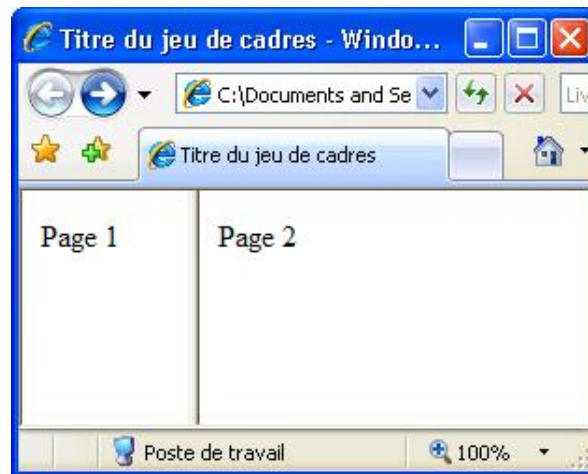 Titre du jeu de cadres - Windo...
C:\Documents and Se
Liv
Titre du jeu de cadres
Page 1
Page 2
Poste de travail
100%